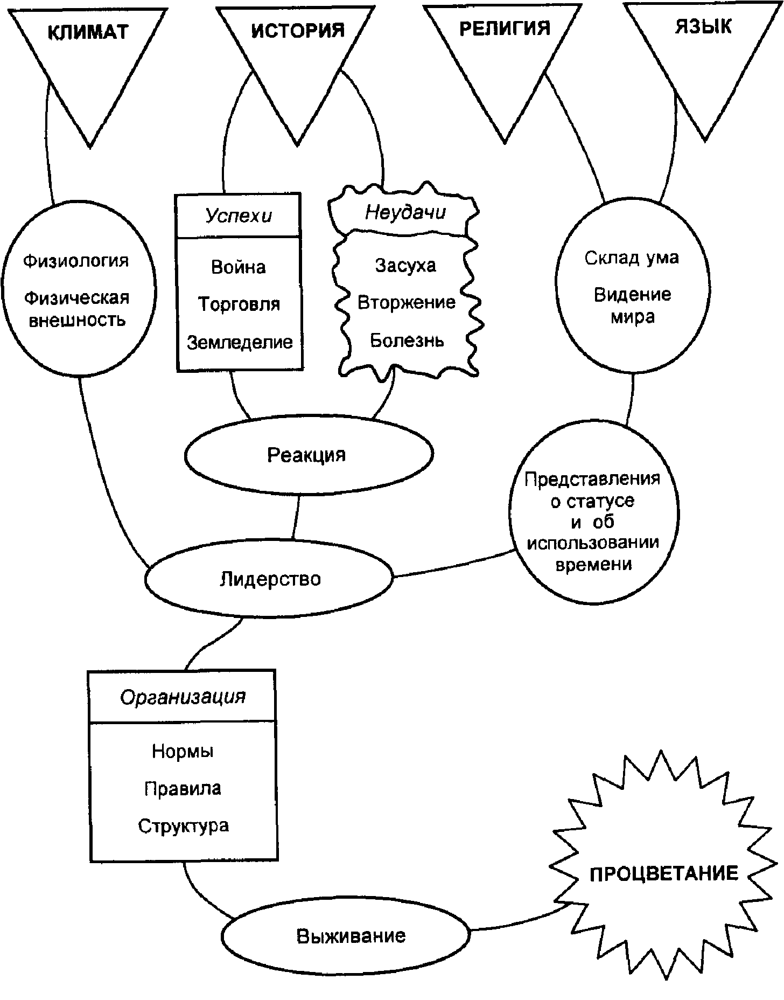 КЛИМАТ
ИСТОРИЯ
РЕЛИГИЯ
ЯЗЫК
Физиология
Физическая
внешность
Успехи
Война
Торговля
Земледелие
Неудачи
Засуха
Вторжение
Болезнь
Склад ума
Видение
мира
Реакция
Представления
о статусе
и об
использовании
времени
Лидерство
Организация
Нормы
Правила
Структура
Выживание
ПРОЦВЕТАНИЕ